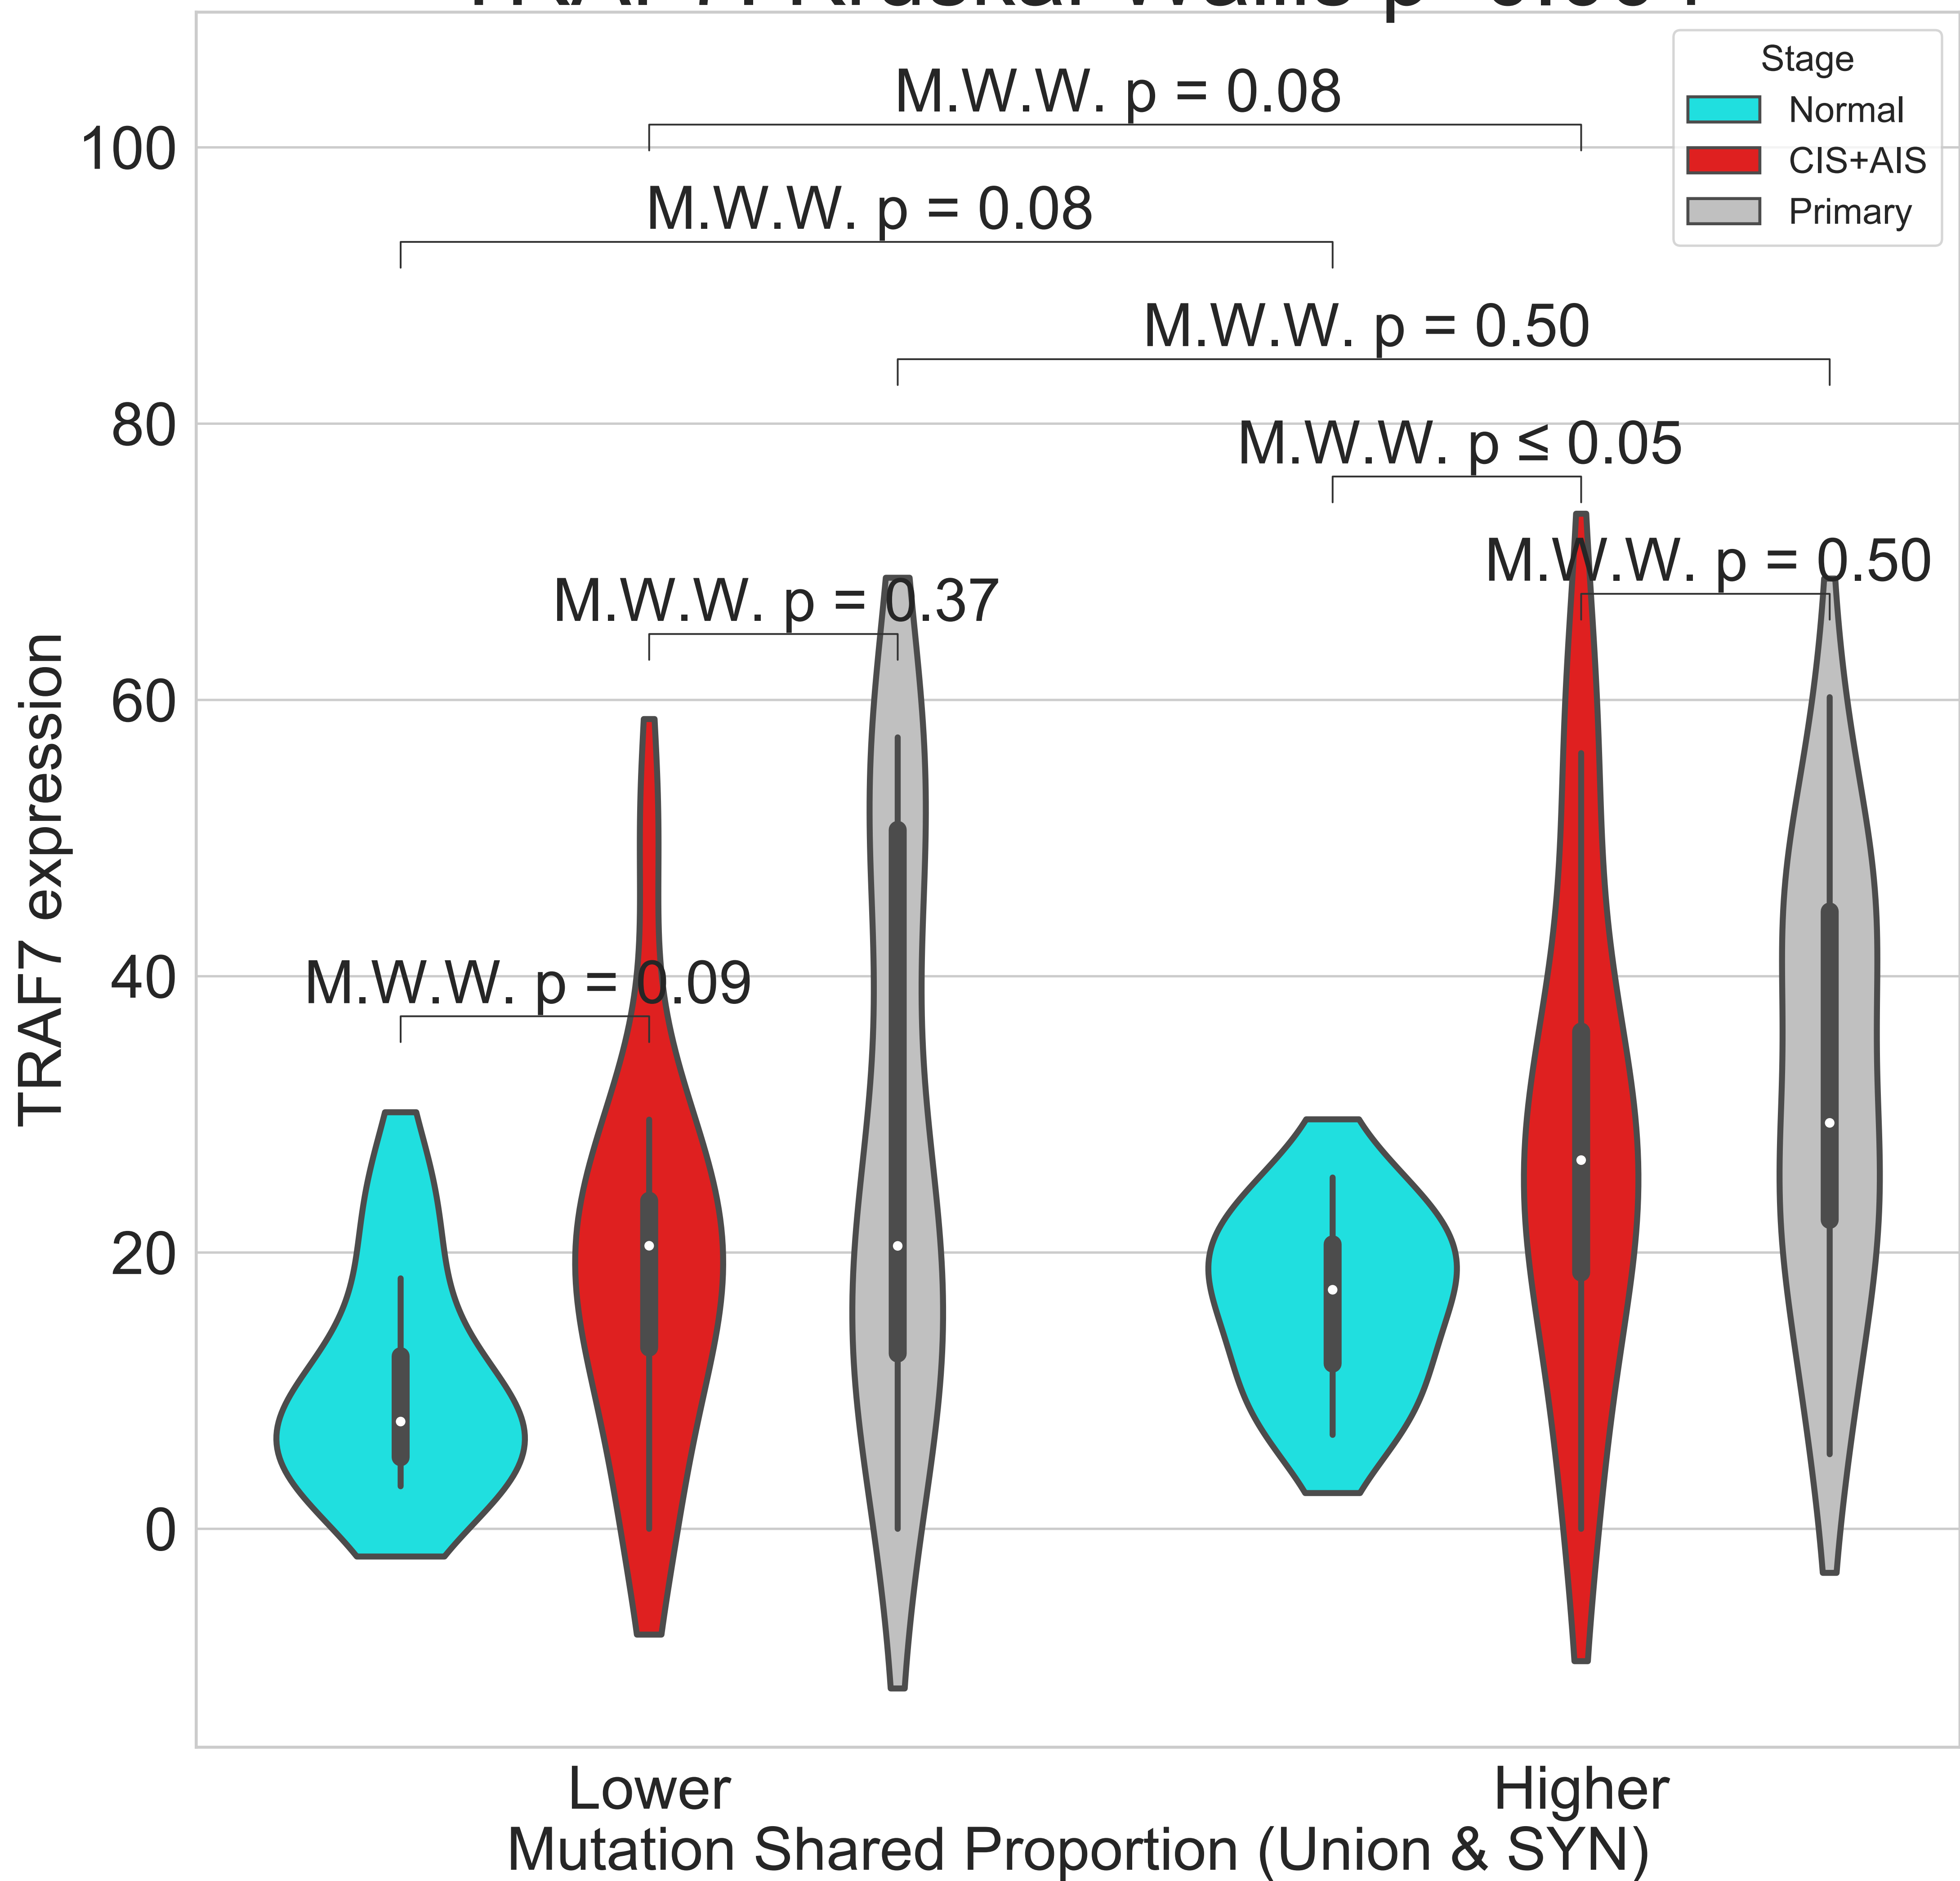 Stage
Normal
CIS+AIS
Primary
M.W.W. p = 0.08
M.W.W. p = 0.08
M.W.W. p = 0.50
M.W.W. p ≤ 0.05
M.W.W. p = 0.50
M.W.W. p = 0.37
M.W.W. p = 0.09
100
80
60
40
20
0
TRAF7 expression
Lower
Higher
Mutation Shared Proportion (Union & SYN)